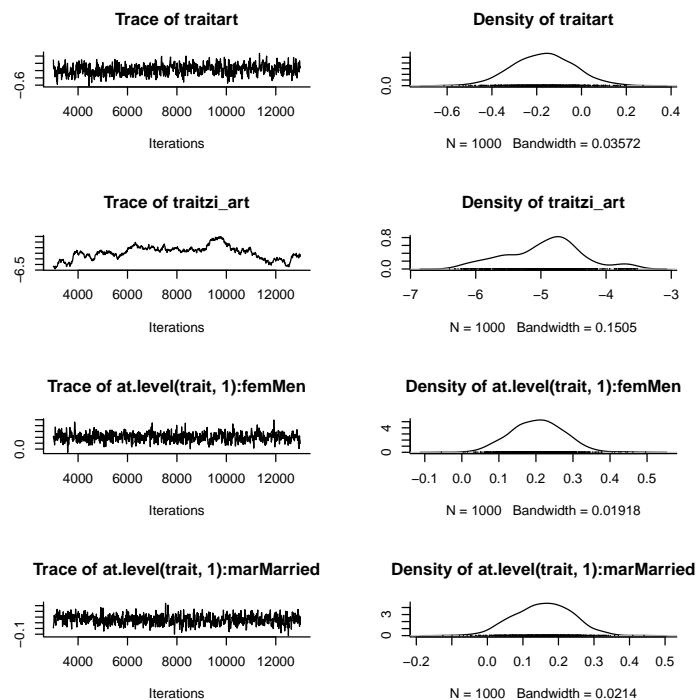 Trace of traitart
Density of traitart
−0.6
4000 6000 8000 10000 12000
Iterations
0.0
−0.6 −0.4 −0.2 0.0 0.2 0.4
N = 1000 Bandwidth = 0.03572
Trace of traitzi_art
Density of traitzi_art
−6.5
4000 6000 8000 10000 12000
Iterations
0.0 0.8
−7 −6 −5 −4 −3
N = 1000 Bandwidth = 0.1505
Trace of at.level(trait, 1):femMen
Density of at.level(trait, 1):femMen
0.0
4000 6000 8000 10000 12000
Iterations
0 4
−0.1 0.0 0.1 0.2 0.3 0.4 0.5
N = 1000 Bandwidth = 0.01918
Trace of at.level(trait, 1):marMarried
Density of at.level(trait, 1):marMarried
−0.1
4000 6000 8000 10000 12000
Iterations
0 3
−0.2 0.0 0.1 0.2 0.3 0.4 0.5
N = 1000 Bandwidth = 0.0214